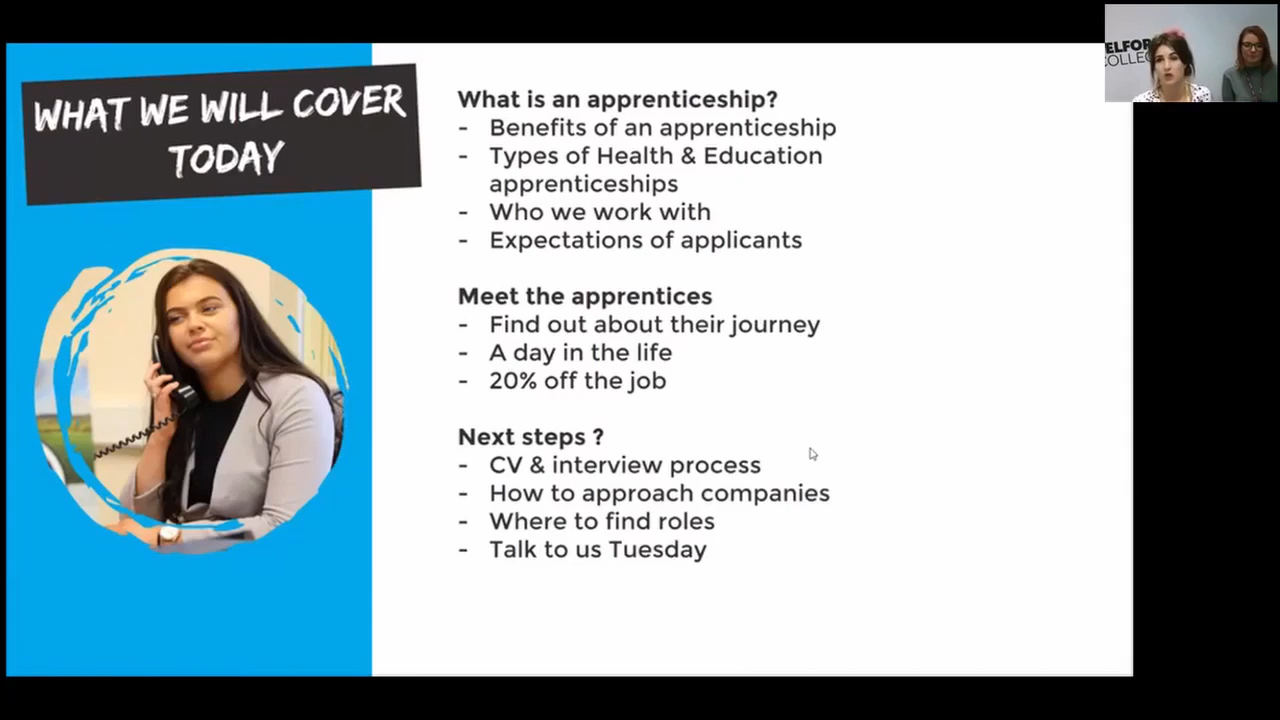 WHAT WE WILL COVER
TODAY
What is an apprenticeship?
- Benefits of an apprenticeship
- Types of Health & Education
apprenticeships
- Who we work with
- Expectations of applicants
Meet the apprentices
- Find out about their journey
- A day in the life
- 20% off the job
Next steps ?
- CV & interview process
- How to approach companies
- Where to find roles
- Talk to us Tuesday